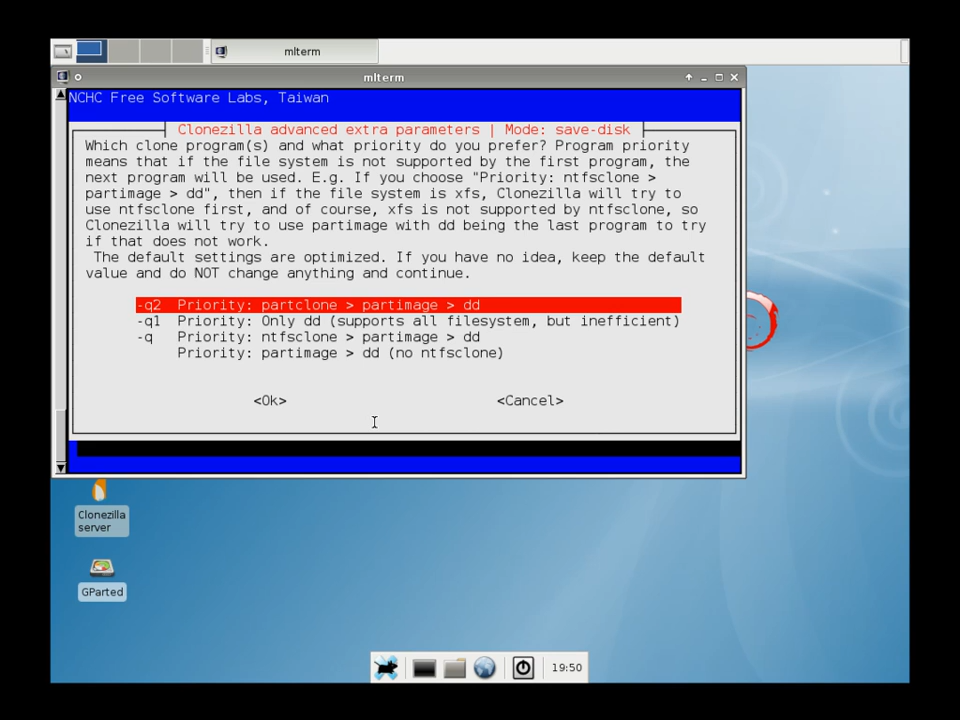 mlterm
mlterm
NCHC Free Software Labs, Taiwan
Clonezilla advanced extra parameters | Mode: save-disk
Which clone program(s) and what priority do you prefer? Program priority
means that if the file system is not supported by the first program, the
next program will be used. E.g. If you choose "Priority: ntfsclone >
partimage > dd", then if the file system is xfs, Clonezilla will try to
use ntfsclone first, and of course, xfs is not supported by ntfsclone, so
Clonezilla will try to use partimage with dd being the last program to try
if that does not work.
The default settings are optimized. If you have no idea, keep the default
value and do NOT change anything and continue.
-q2 Priority: partclone > partimage > dd
-q1 Priority: Only dd (supports all filesystem, but inefficient)
-q Priority: ntfsclone > partimage > dd
Priority: partimage > dd (no ntfsclone)
<Ok> <Cancel>
Clonezilla
server
GParted
19:50